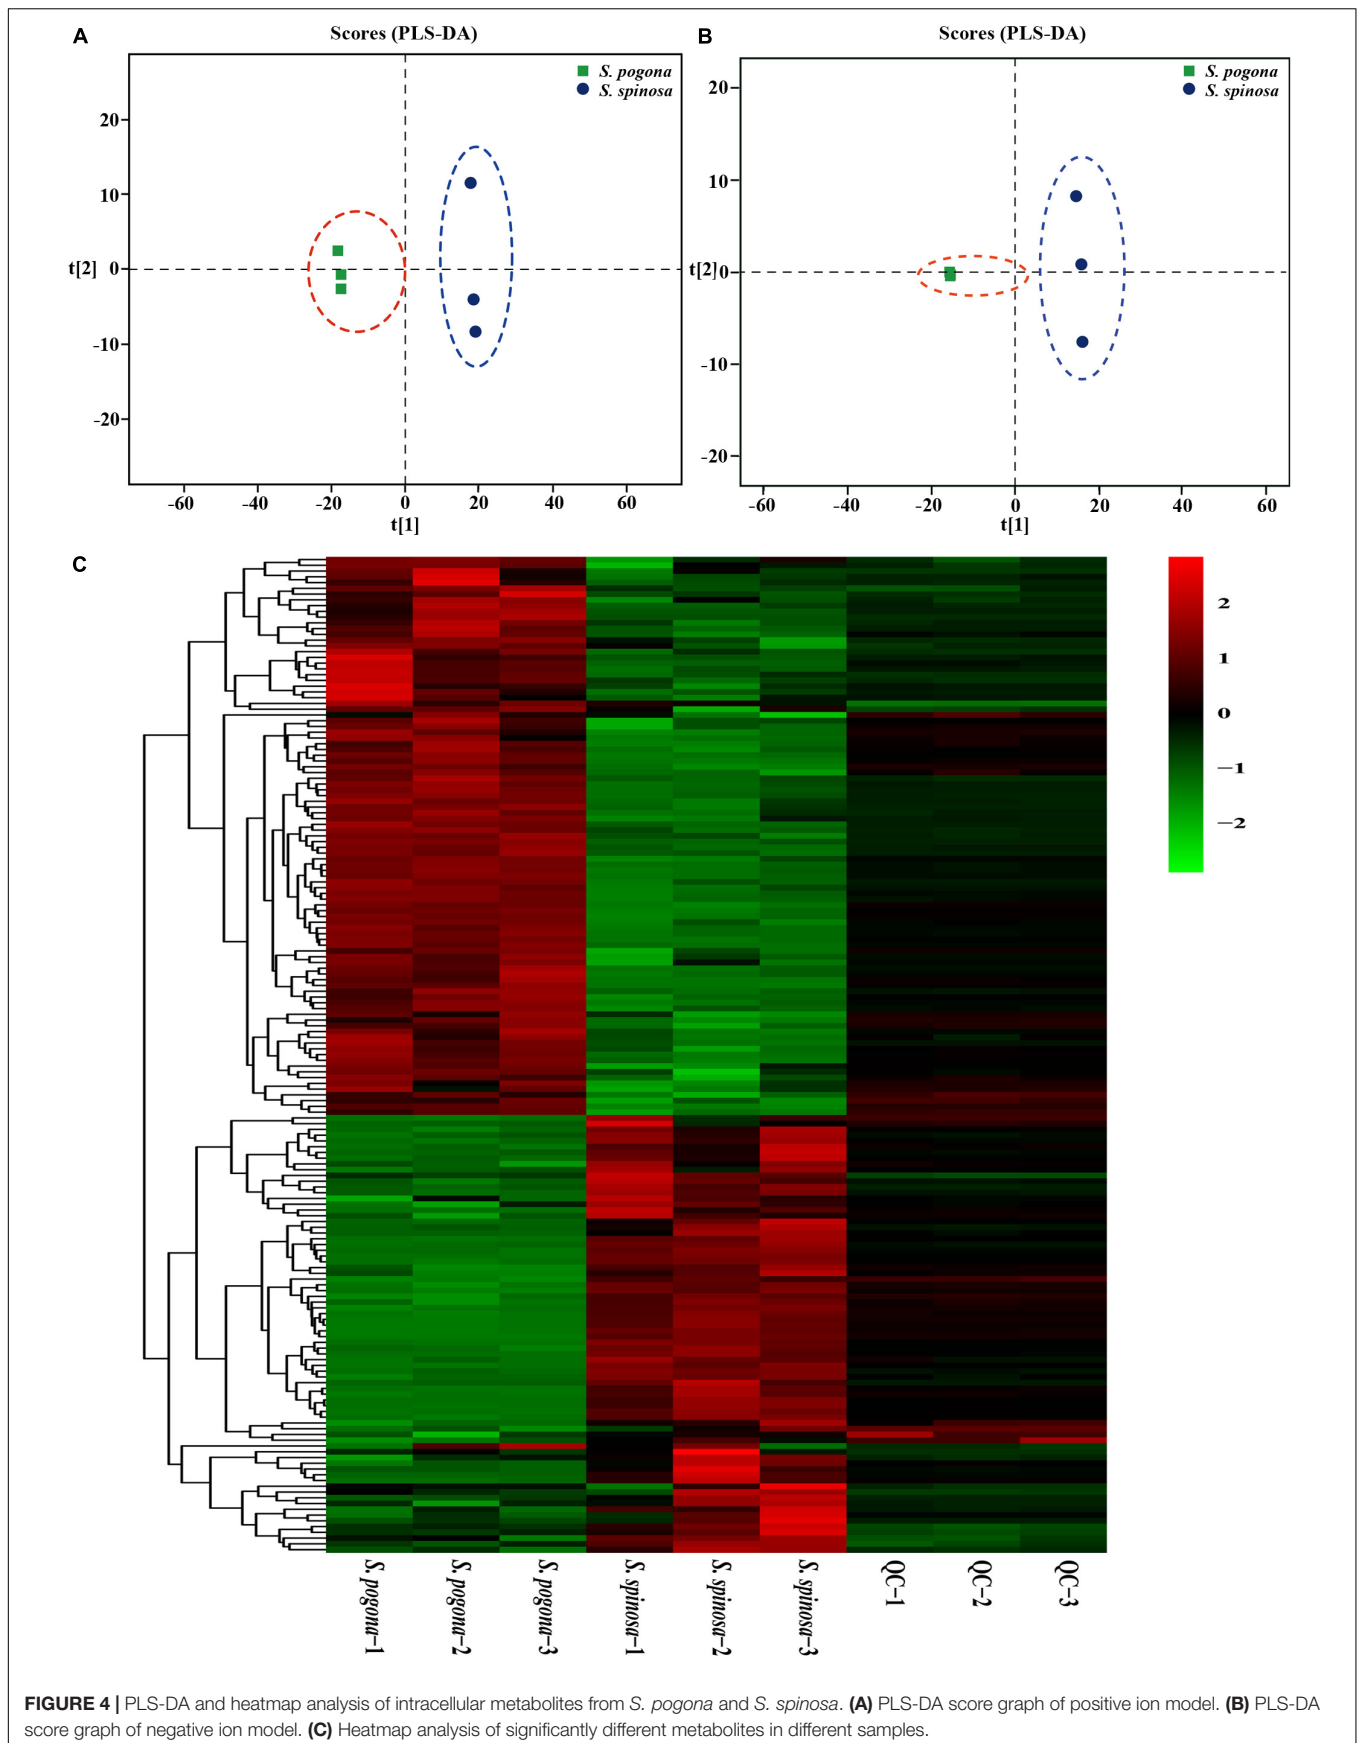 A
Scores (PLS-DA)
S. pogona
S. spinosa
t[2]
20
10
0
-10
-20
-60
-40
-20
0
20
40
60
t[1]
B
Scores (PLS-DA)
S. pogona
S. spinosa
t[2]
20
10
0
-10
-20
-60
-40
-20
0
20
40
60
t[1]
C
2
1
0
−1
−2
S. pogona−1
S. pogona−2
S. pogona−3
S. spinosa−1
S. spinosa−2
S. spinosa−3
QC−1
QC−2
QC−3
FIGURE 4 | PLS-DA and heatmap analysis of intracellular metabolites from S. pogona and S. spinosa. (A) PLS-DA score graph of positive ion model. (B) PLS-DA
score graph of negative ion model. (C) Heatmap analysis of significantly different metabolites in different samples.